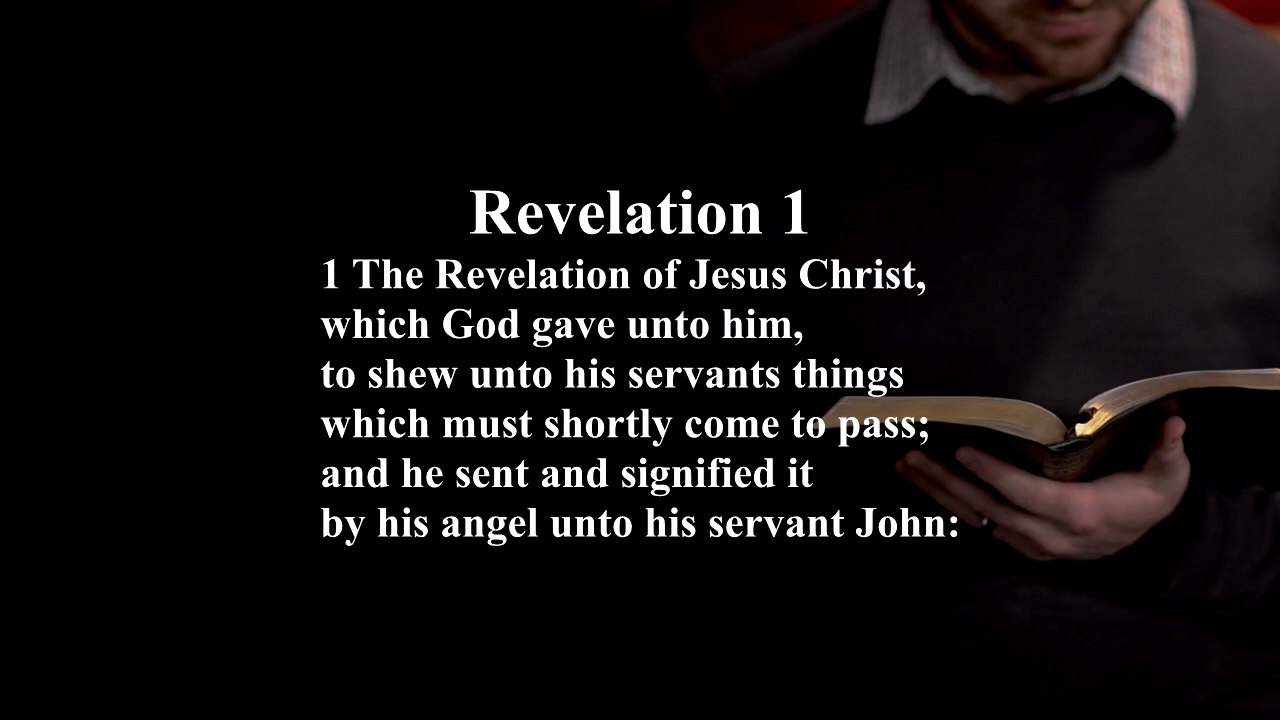 Revelation 1
1 The Revelation of Jesus Christ,
which God gave unto him,
to shew unto his servants things
which must shortly come to pass;
and he sent and signified it
by his angel unto his servant John: